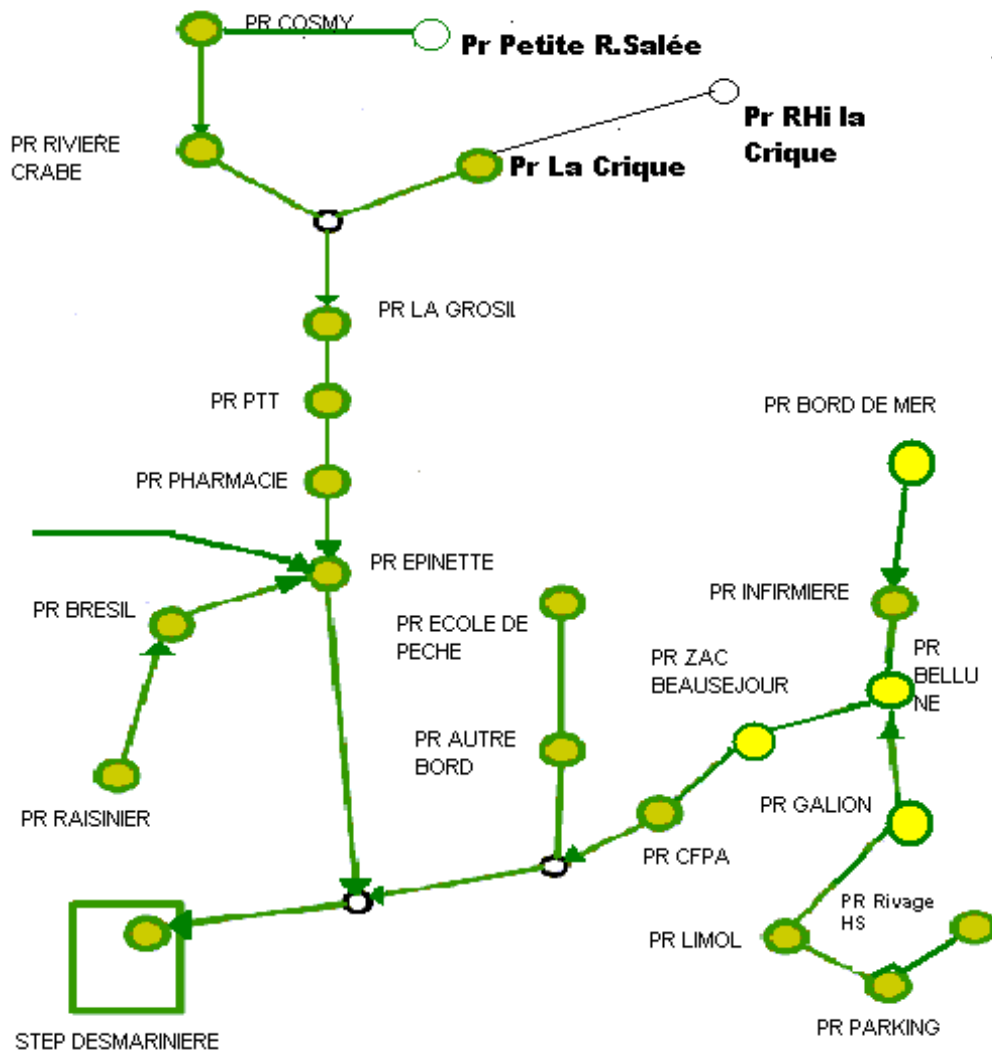 PR COSMY
Pr Petite R.Salée
Pr RHi la
Crique
PR RIVIERE
CRABE
Pr La Crique
PR LA GROSIL
PR PTT
PR BORD DE MER
PR PHARMACIE
PR EPINETTE
PR INFIRMIERE
PR BRESIL
PR ECOLE DE
PECHE
PR ZAC
BEAUSEJOUR
PR
BELLU
NE
PR AUTRE
BORD
PR RAISINIER
PR GALION
PR CFPA
PR Rivage
HS
PR LIMOL
PR PARKING
STEP DESMARINIERE